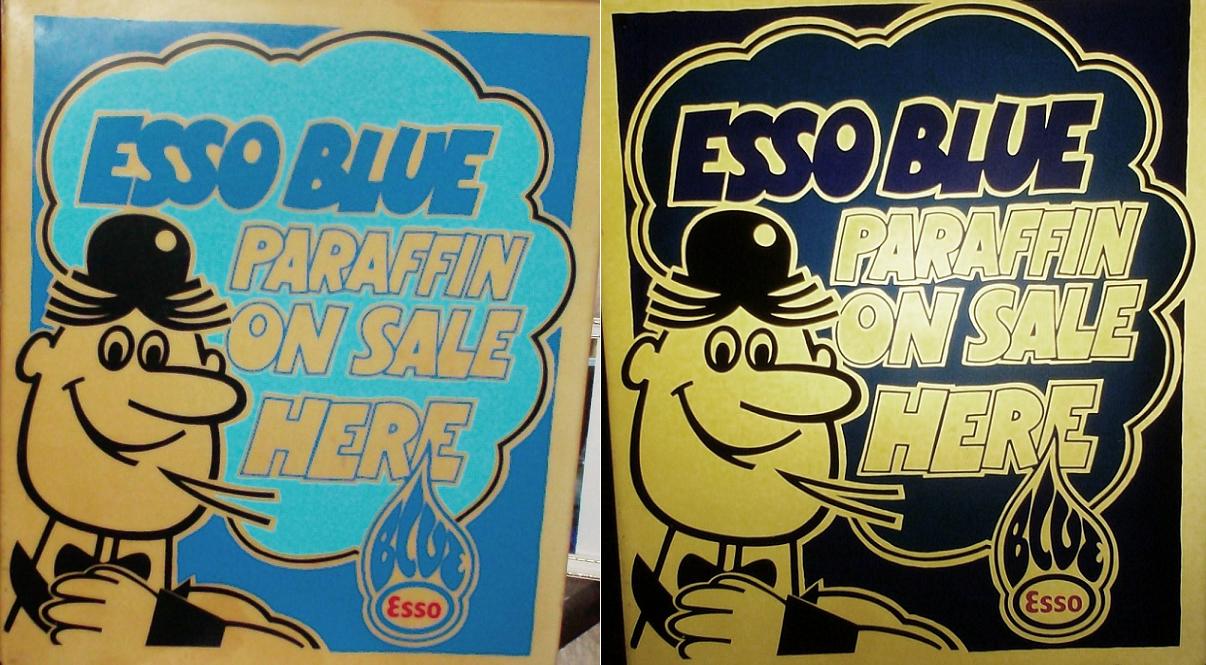 ESSO BLUE
PARAFFIN
ON SALE
HERE
BLUE
Esso
ESSO BLUE
PARAFFIN
ON SALE
HERE
BLUE
Esso